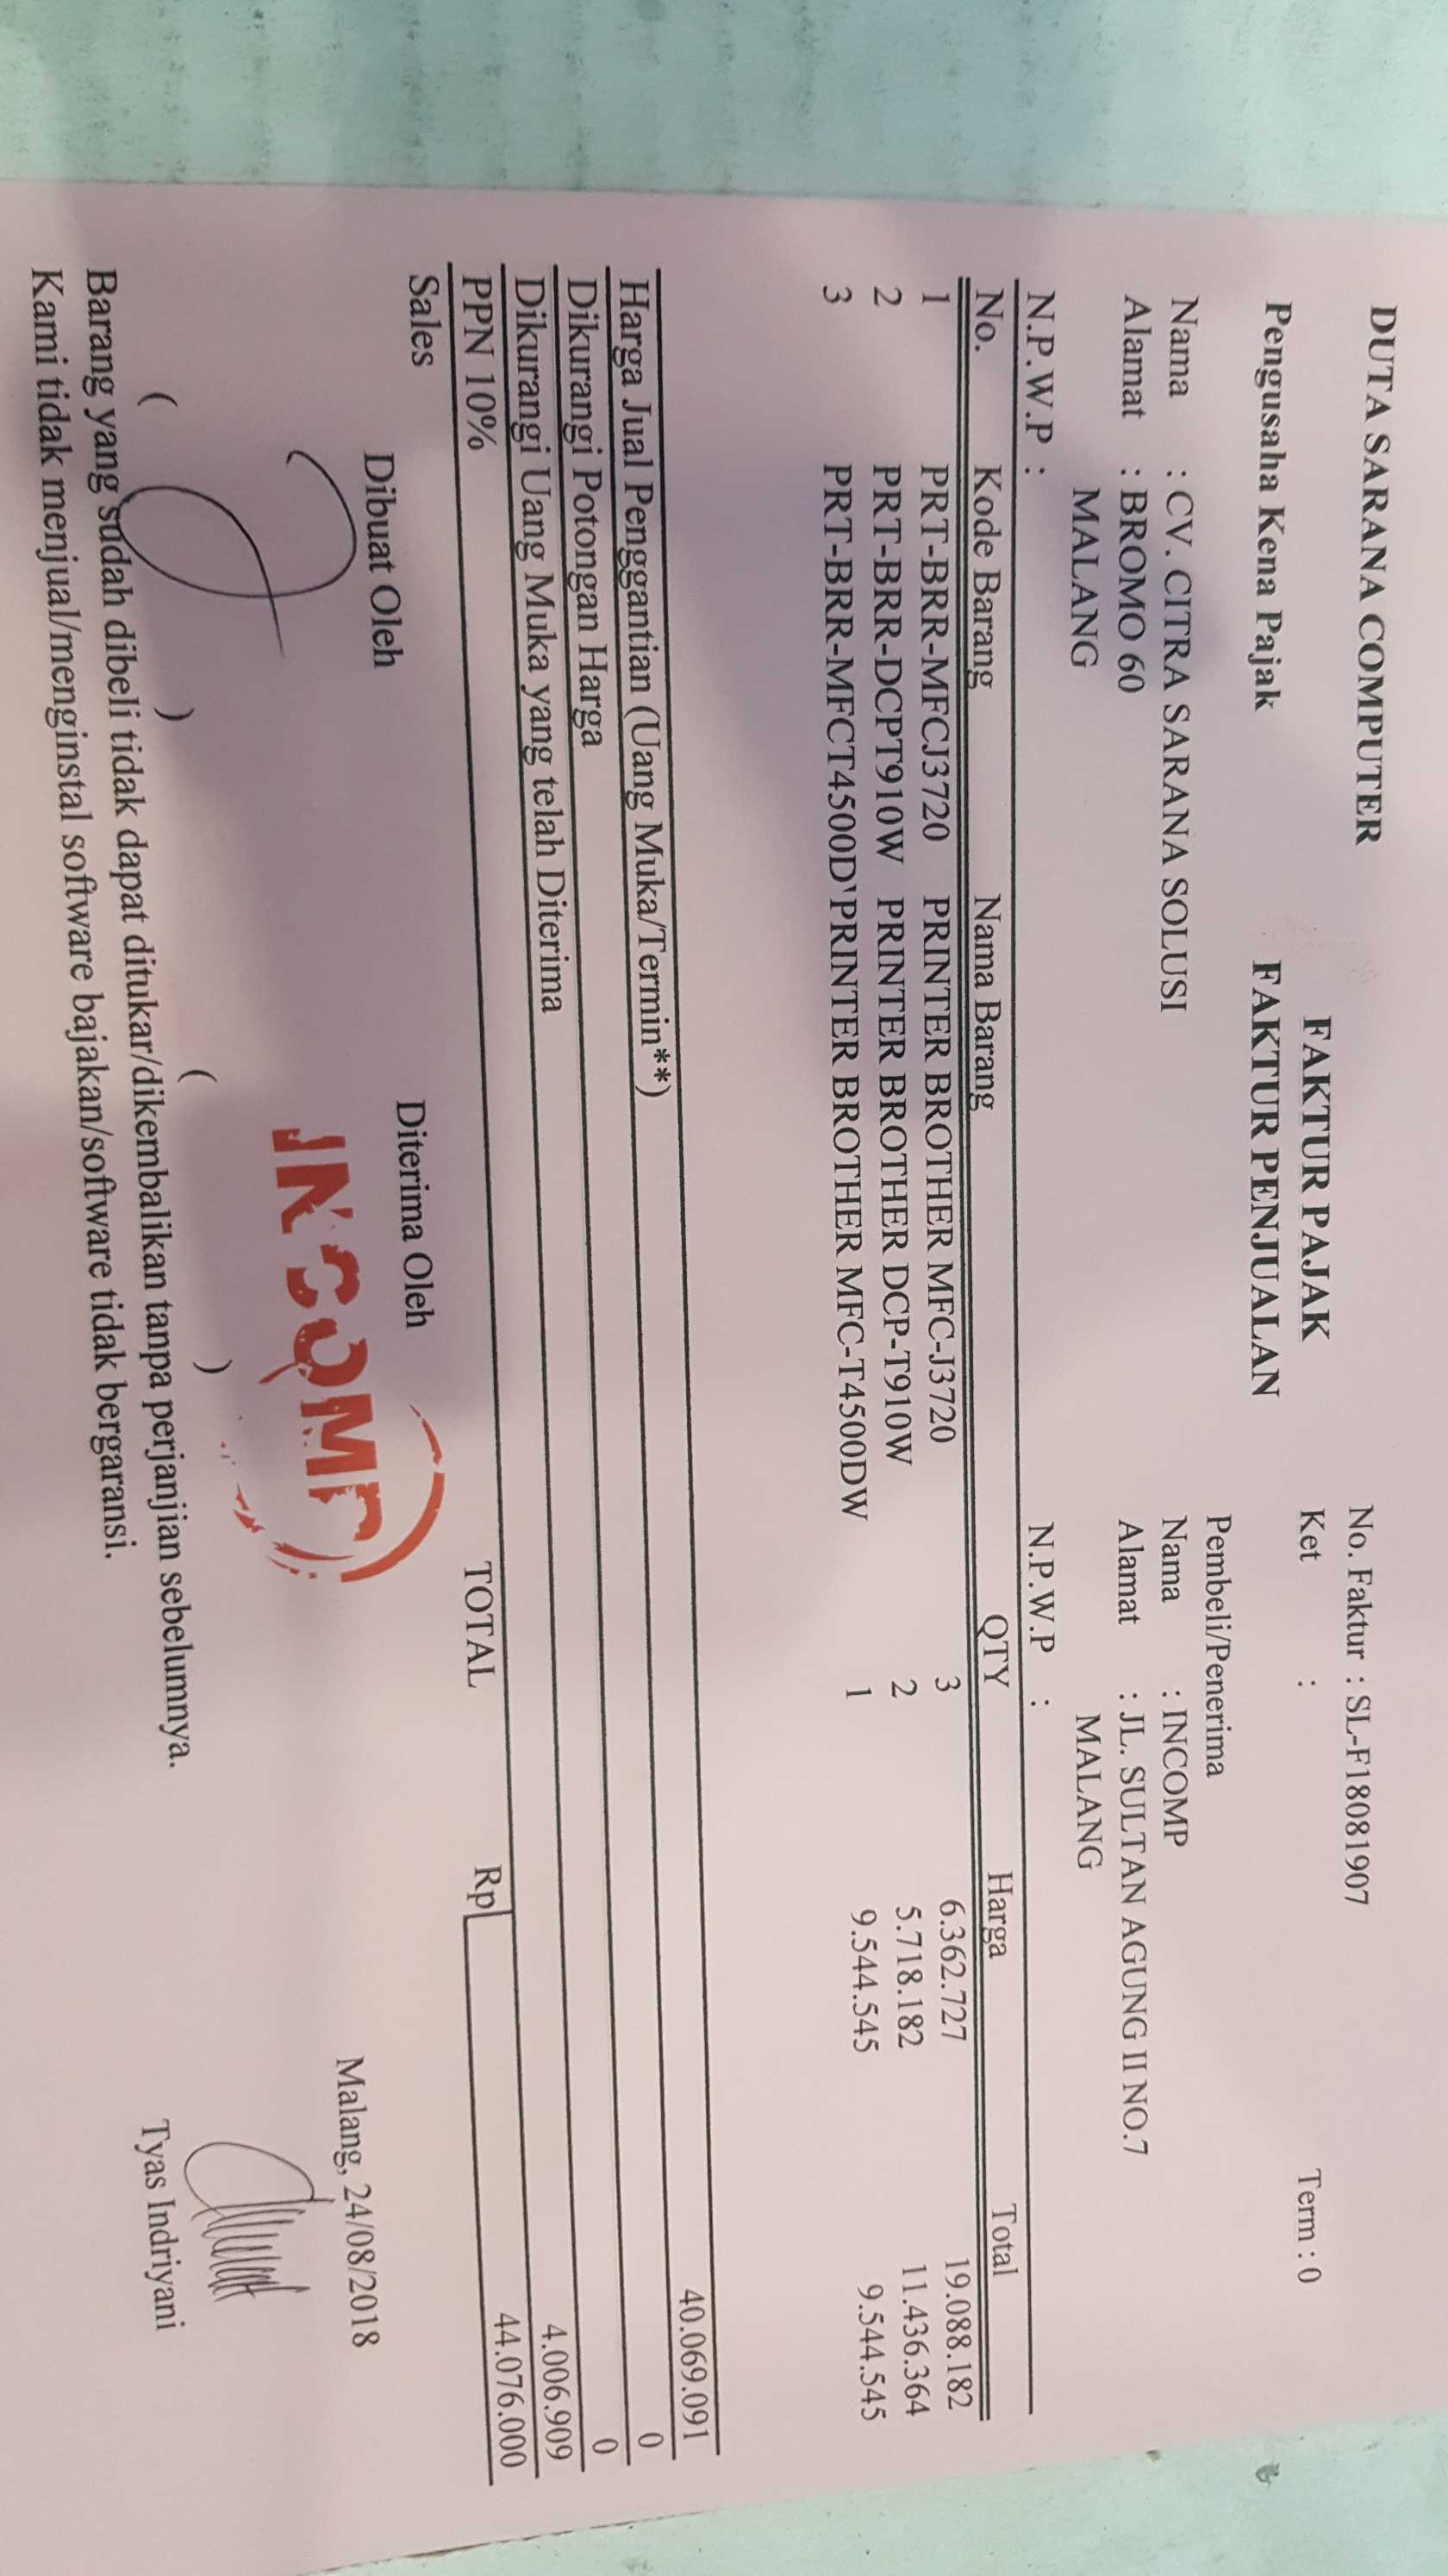 DUTA SARANA COMPUTER
No. Faktur : SL-F18081907
FAKTUR PAJAK
Ket : Term : 0
Pengusaha Kena Pajak FAKTUR PENJUALAN
Pembeli/Penerima
Nama : CV. CITRA SARANA SOLUSI Nama : INCOMP
Alamat : BROMO 60 Alamat : JL. SULTAN AGUNG II NO.7
MALANG MALANG
N.P.W.P : N.P.W.P :
No. Kode Barang Nama Barang QTY Harga Total
1 PRT-BRR-MFCJ3720 PRINTER BROTHER MFC-J3720 3 6.362.727 19.088.182
2 PRT-BRR-DCPT910W PRINTER BROTHER DCP-T910W 2 5.718.182 11.436.364
3 PRT-BRR-MFCT4500D'PRINTER BROTHER MFC-T4500DW 1 9.544.545 9.544.545
Harga Jual Penggantian (Uang Muka/Termin**) 40.069.091
Dikurangi Potongan Harga 0
Dikurangi Uang Muka yang telah Diterima 0
PPN 10% 4.006.909
TOTAL Rp 44.076.000
Sales
Dibuat Oleh Diterima Oleh Malang, 24/08/2018
INCOMP
( ) ( ) Tyas Indriyani
Barang yang sudah dibeli tidak dapat ditukar/dikembalikan tanpa perjanjian sebelumnya.
Kami tidak menjual/menginstal software bajakan/software tidak bergaransi.